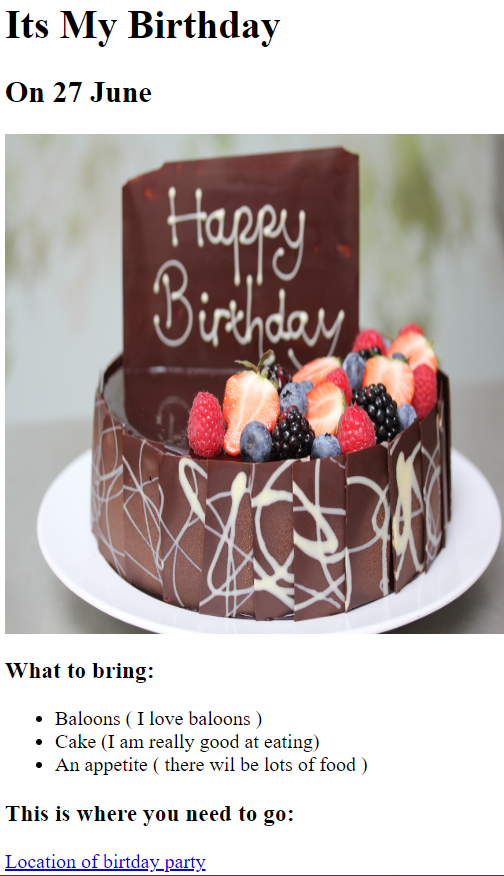 Its My Birthday
On 27 June
Happy
Birthday
What to bring:
Baloons ( I love baloons )
Cake (I am really good at eating)
An appetite ( there wil be lots of food )
This is where you need to go:
Location of birtday party